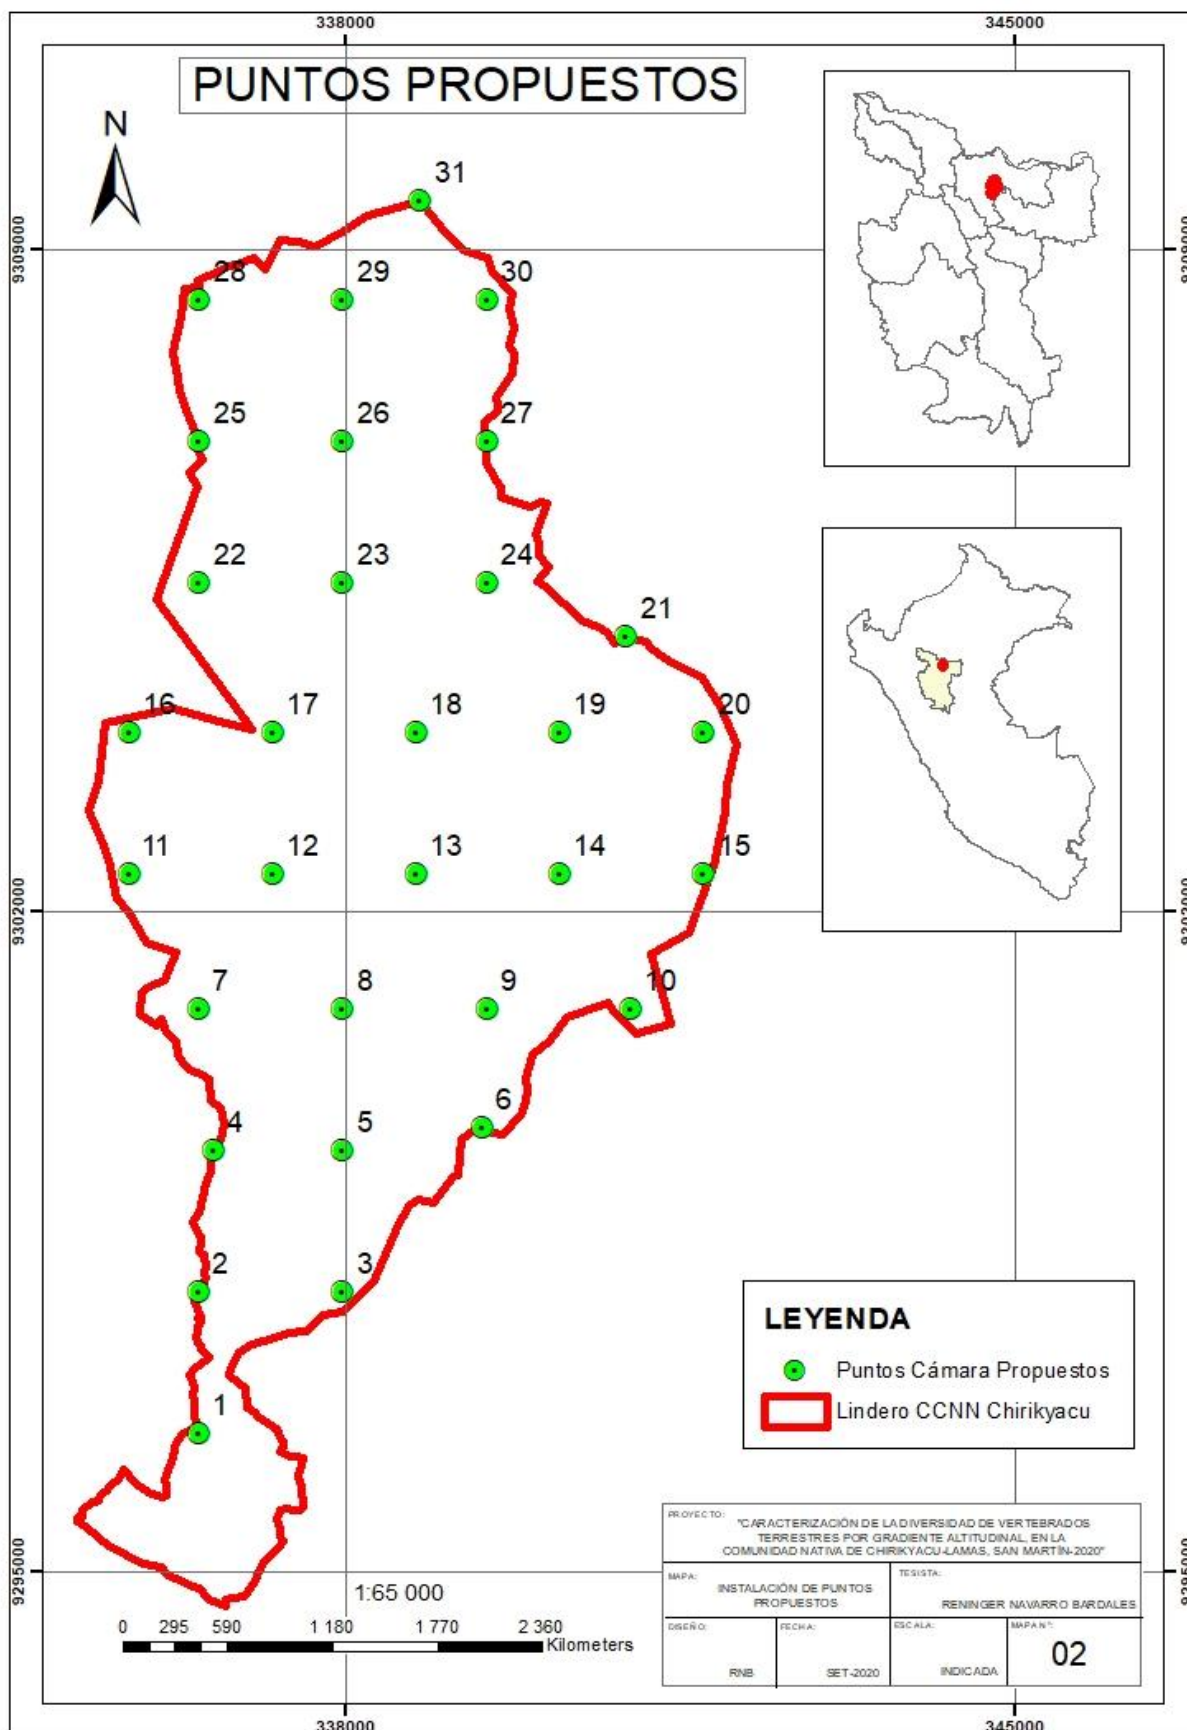 338000
345000
PUNTOS PROPUESTOS
N
9309000
9309000
31
28
29
30
25
26
27
22
23
24
21
16
17
18
19
20
11
12
13
14
15
9302000
9302000
7
8
9
10
6
4
5
2
3
1
LEYENDA
Puntos Cámara Propuestos
Lindero CCNN Chirikyacu
9295000
9295000
1:65 000
0 295 590 1 180 1 770 2 360
Kilometers
PROYECTO:
"CARACTERIZACIÓN DE LA DIVERSIDAD DE VERTEBRADOS
TERRESTRES POR GRADIENTE ALTITUDINAL, EN LA
COMUNIDAD NATIVA DE CHIRIKYACU-LAMAS, SAN MARTÍN-2020"
MAPA:
INSTALACIÓN DE PUNTOS
PROPUESTOS
TESISTA:
RENINGER NAVARRO BARDALES
DISEÑO:
RNB
FECHA:
SET-2020
ESCALA:
INDICADA
MAPA Nº:
02
338000
345000